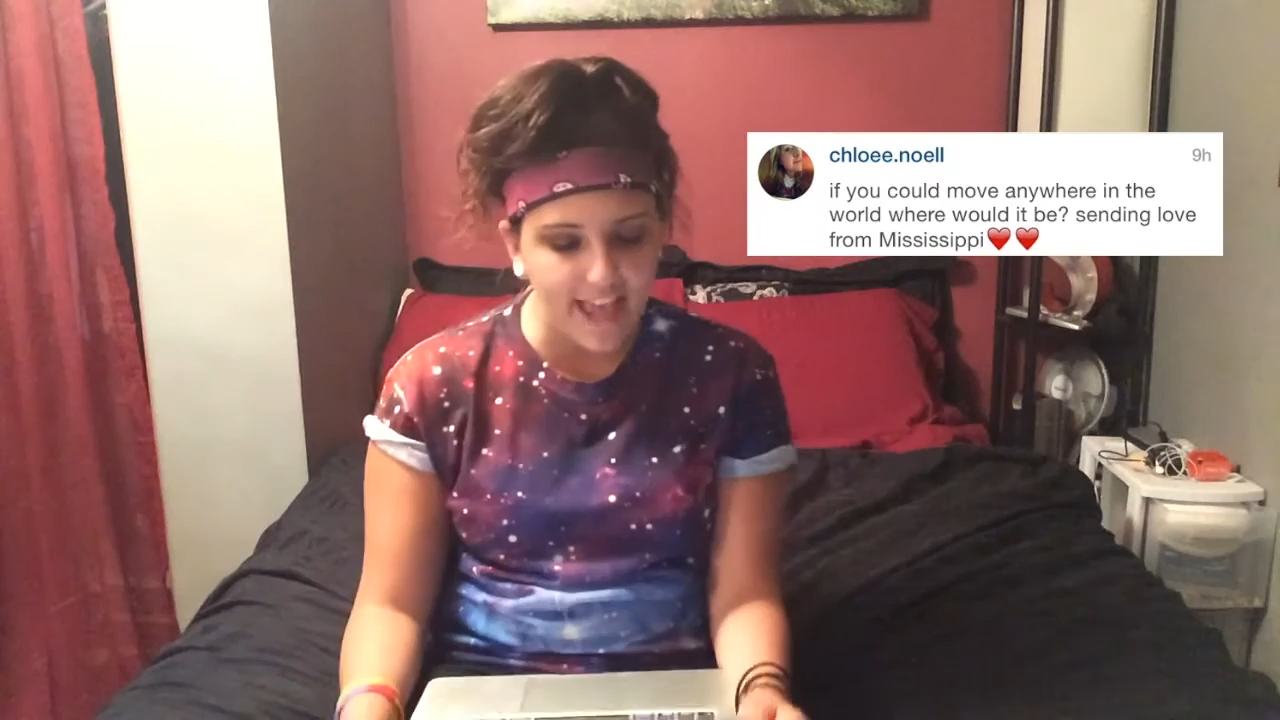 chloee.noell 9h
if you could move anywhere in the
world where would it be? sending love
from Mississippi❤️❤️